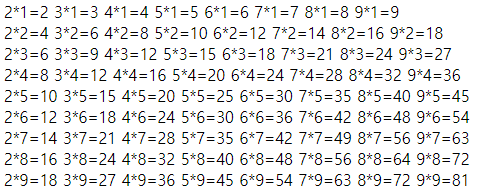 2*1=2 3*1=3 4*1=4 5*1=5 6*1=6 7*1=7 8*1=8 9*1=9
2*2=4 3*2=6 4*2=8 5*2=10 6*2=12 7*2=14 8*2=16 9*2=18
2*3=6 3*3=9 4*3=12 5*3=15 6*3=18 7*3=21 8*3=24 9*3=27
2*4=8 3*4=12 4*4=16 5*4=20 6*4=24 7*4=28 8*4=32 9*4=36
2*5=10 3*5=15 4*5=20 5*5=25 6*5=30 7*5=35 8*5=40 9*5=45
2*6=12 3*6=18 4*6=24 5*6=30 6*6=36 7*6=42 8*6=48 9*6=54
2*7=14 3*7=21 4*7=28 5*7=35 6*7=42 7*7=49 8*7=56 9*7=63
2*8=16 3*8=24 4*8=32 5*8=40 6*8=48 7*8=56 8*8=64 9*8=72
2*9=18 3*9=27 4*9=36 5*9=45 6*9=54 7*9=63 8*9=72 9*9=81